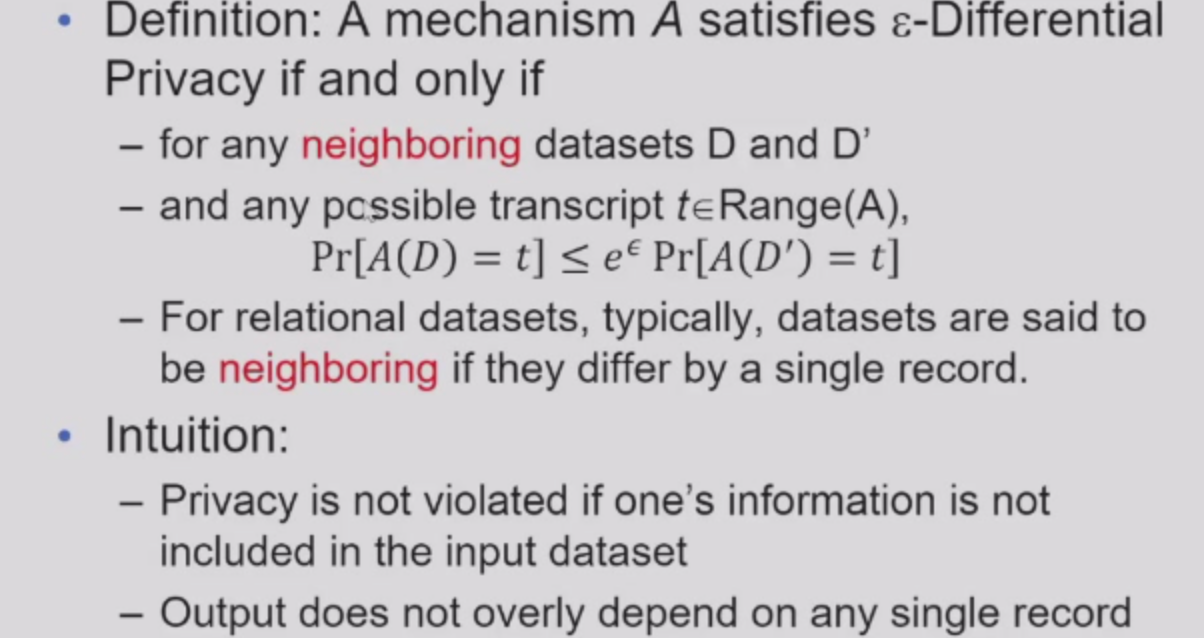 • Definition: A mechanism A satisfies ε-Differential
Privacy if and only if
– for any neighboring datasets D and D’
– and any possible transcript t∈Range(A),
Pr[A(D) = t] ≤ e^ϵ Pr[A(D′) = t]
– For relational datasets, typically, datasets are said to
be neighboring if they differ by a single record.
• Intuition:
– Privacy is not violated if one’s information is not
included in the input dataset
– Output does not overly depend on any single record